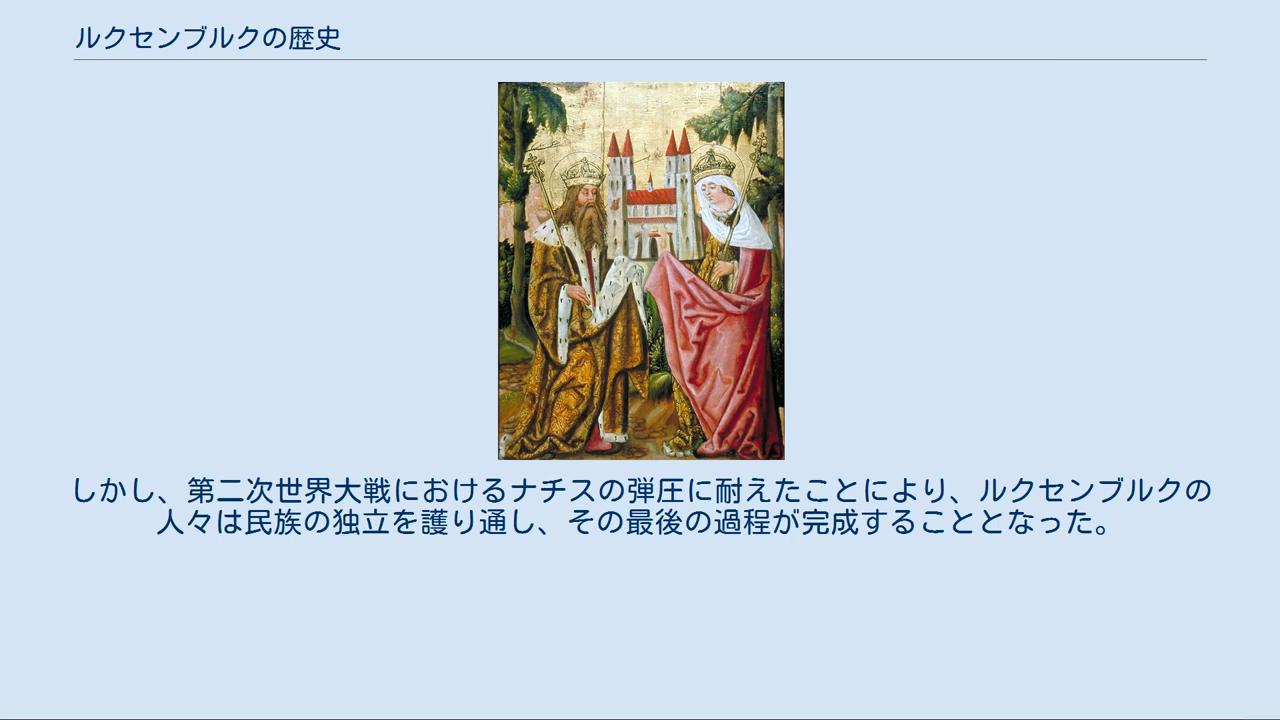 ルクセンブルクの歴史
しかし、第二次世界大戦におけるナチスの弾圧に耐えたことにより、ルクセンブルクの
人々は民族の独立を護り通し、その最後の過程が完成することとなった。